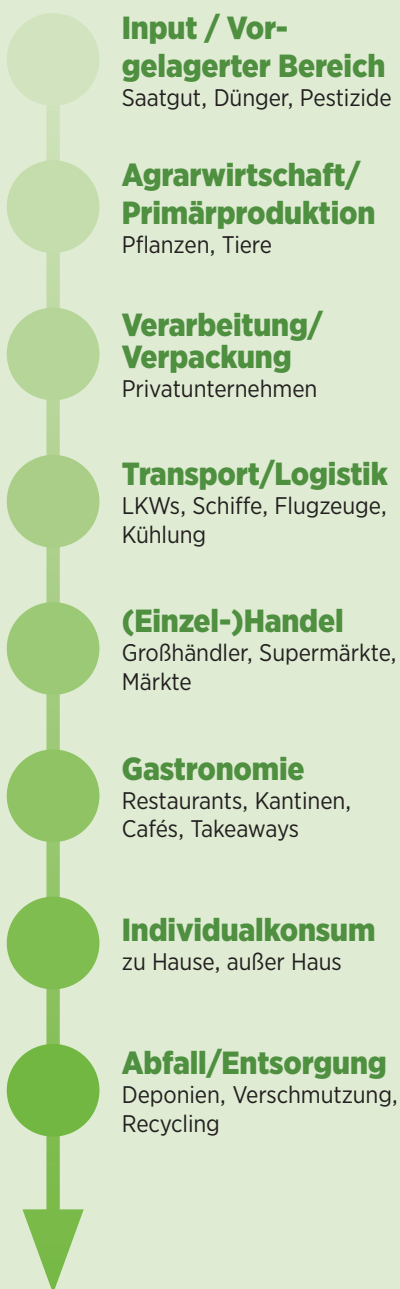 Input / Vor-
gelagerter Bereich
Saatgut, Dünger, Pestizide
Agrarwirtschaft/
Primärproduktion
Pflanzen, Tiere
Verarbeitung/
Verpackung
Privatunternehmen
Transport/Logistik
LKWs, Schiffe, Flugzeuge,
Kühlung
(Einzel-)Handel
Großhändler, Supermärkte,
Märkte
Gastronomie
Restaurants, Kantinen,
Cafés, Takeaways
Individualkonsum
zu Hause, außer Haus
Abfall/Entsorgung
Deponien, Verschmutzung,
Recycling